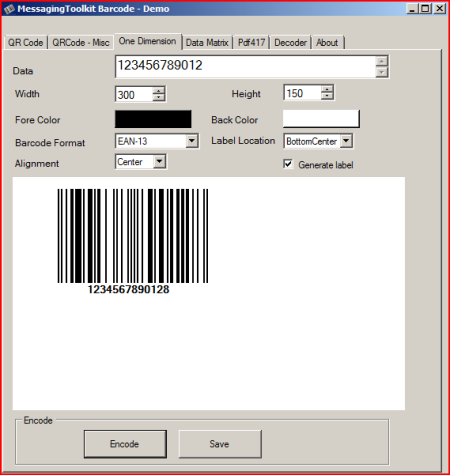 MessagingToolkit Barcode - Demo
QR Code QRCode - Misc One Dimension Data Matrix Pdf417 Decoder About
Data 123456789012
Width 300 Height 150
Fore Color Back Color
Barcode Format EAN-13 Label Location BottomCenter
Alignment Center Generate label
1234567890128
Encode
Encode Save